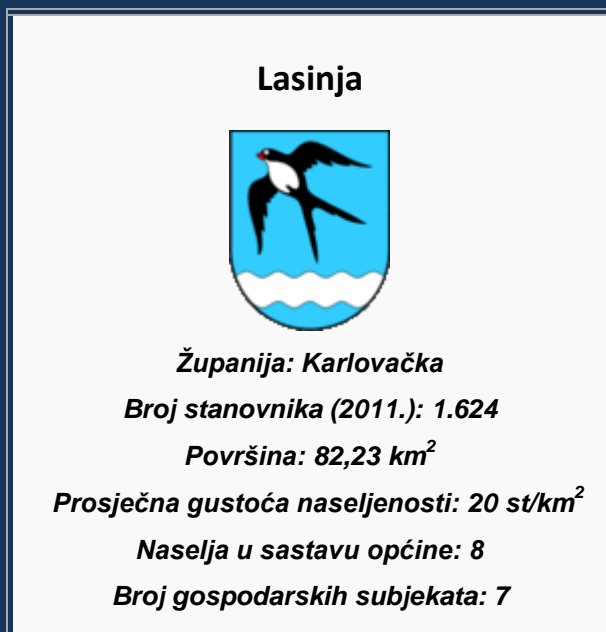 Lasinja
Županija: Karlovačka
Broj stanovnika (2011.): 1.624
Površina: 82,23 km²
Prosječna gustoća naseljenosti: 20 st/km²
Naselja u sastavu općine: 8
Broj gospodarskih subjekata: 7